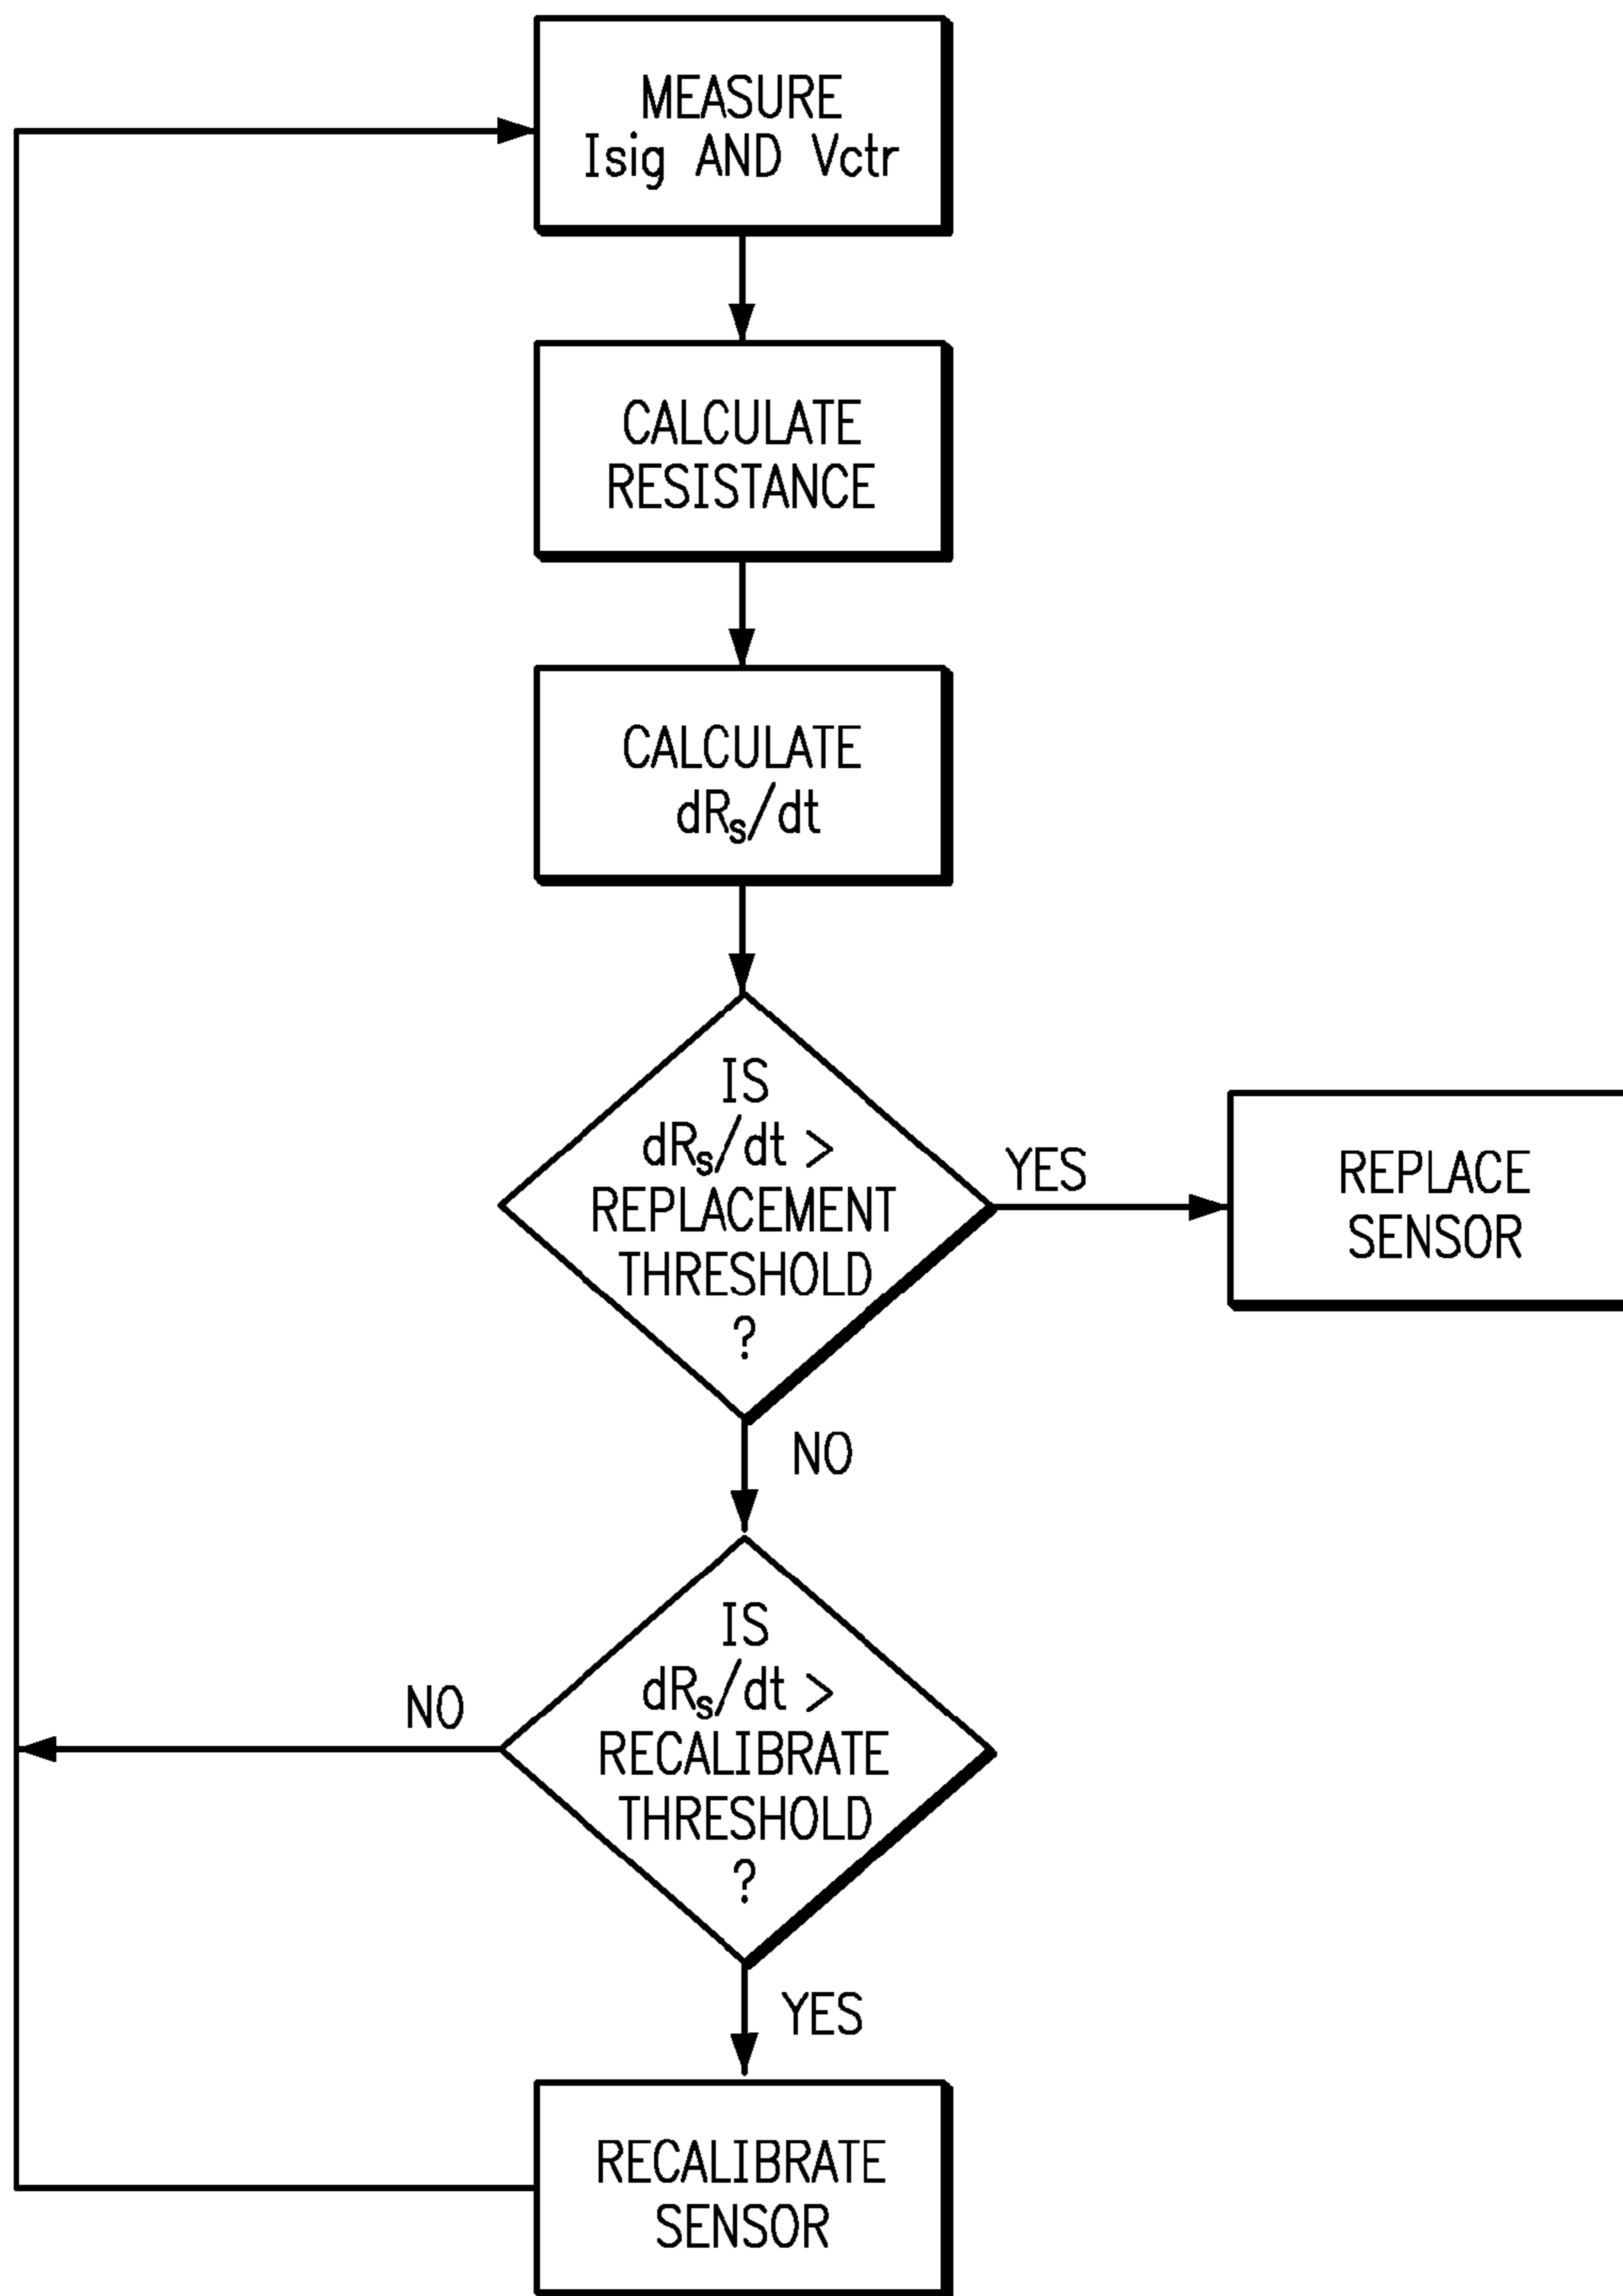 MEASURE
Isig AND Vctr
CALCULATE
RESISTANCE
CALCULATE
dRs/dt
IS
dRs/dt >
REPLACEMENT
THRESHOLD
?
YES
REPLACE
SENSOR
NO
IS
dRs/dt >
RECALIBRATE
THRESHOLD
?
NO
YES
RECALIBRATE
SENSOR